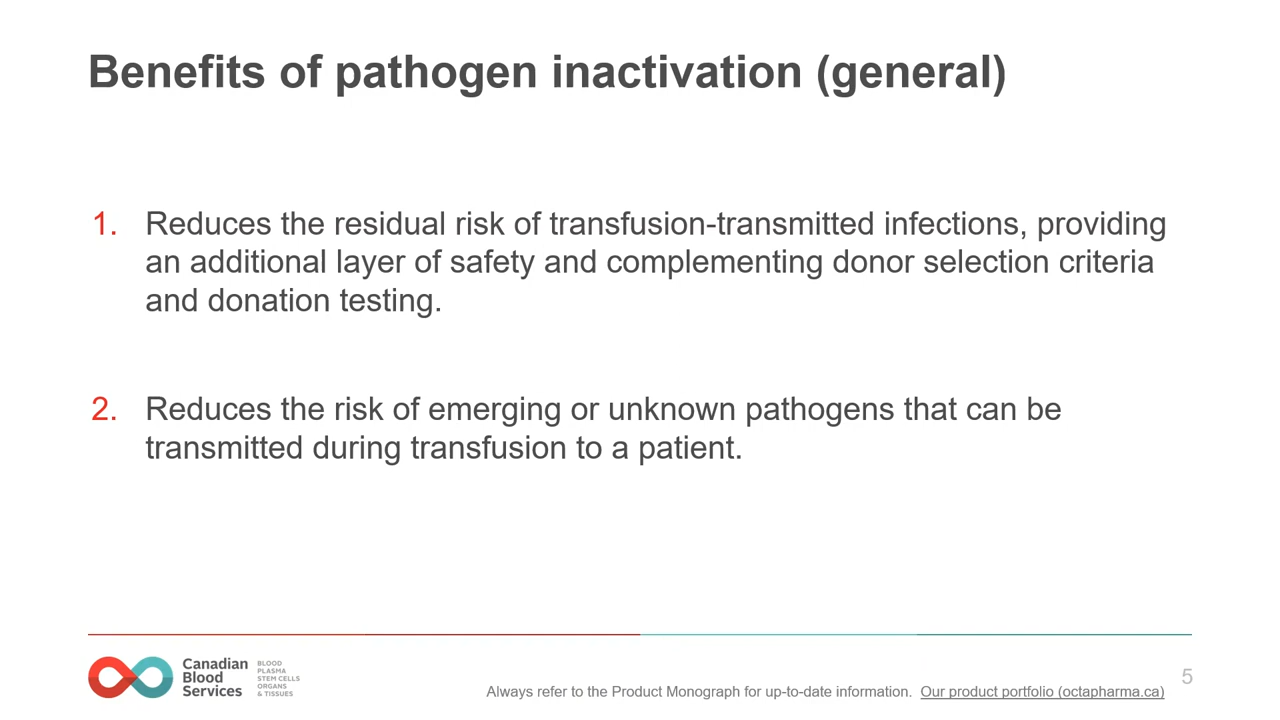 Benefits of pathogen inactivation (general)
1. Reduces the residual risk of transfusion-transmitted infections, providing
an additional layer of safety and complementing donor selection criteria
and donation testing.
2. Reduces the risk of emerging or unknown pathogens that can be
transmitted during transfusion to a patient.
Canadian
Blood
Services
BLOOD
PLASMA
STEM CELLS
ORGANS
& TISSUES
Always refer to the Product Monograph for up-to-date information. Our product portfolio (octapharma.ca)
5